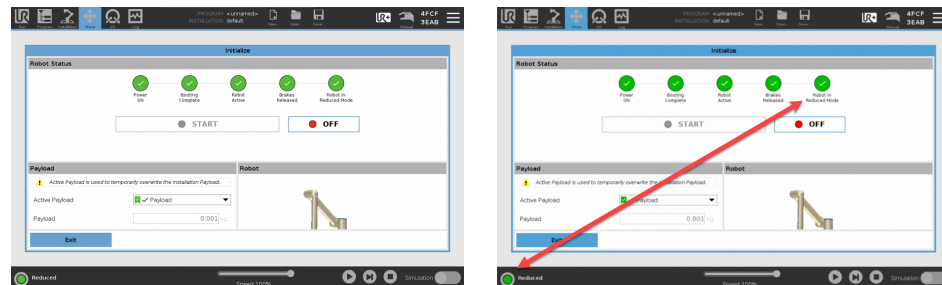 PROGRAM <unnamed>
INSTALLATION default
UR+
4FCF
3EAB
Initialize
Robot Status
Power
ON
Booting
Complete
Robot
Active
Brakes
Released
Robot in
Reduced Mode
START
OFF
Payload
Robot
Active Payload is used to temporarily overwrite the Installation Payload.
Active Payload
Payload
Payload
0.001 kg
Exit
Reduced
Speed 100%
Simulation
PROGRAM <unnamed>
INSTALLATION default
UR+
4FCF
3EAB
Initialize
Robot Status
Power
ON
Booting
Complete
Robot
Active
Brakes
Released
Robot in
Reduced Mode
START
OFF
Payload
Robot
Active Payload is used to temporarily overwrite the Installation Payload.
Active Payload
Payload
0.001 kg
Reduced
Speed 100%
Simulation